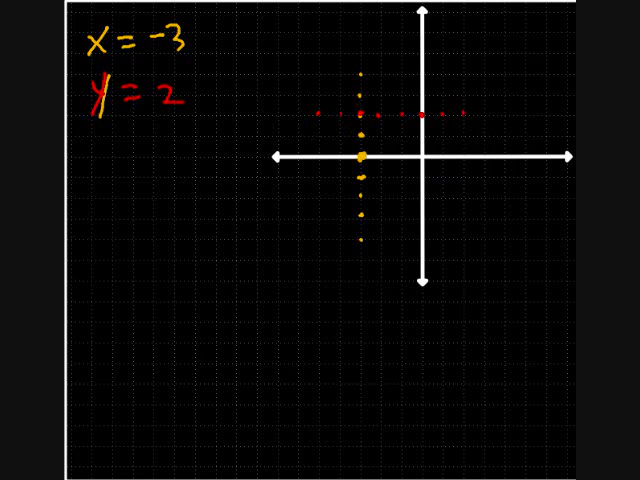 x = -3
y = 2